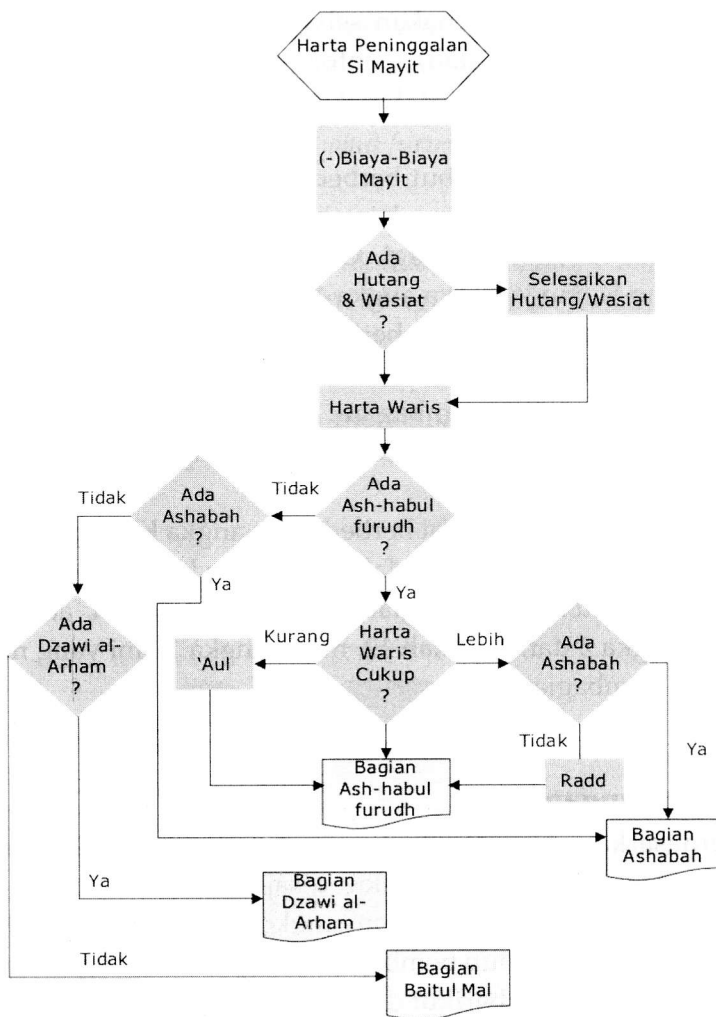 Harta Peninggalan
Si Mayit
(-)Biaya-Biaya
Mayit
Ada
Hutang
& Wasiat
?
Selesaikan
Hutang/Wasiat
Harta Waris
Ada
Ash-habul
furudh
?
Tidak
Ada
Ashabah
?
Tidak
Ya
Ya
Ada
Dzawi al-
Arham
?
'Aul
Kurang
Harta
Waris
Cukup
?
Lebih
Ada
Ashabah
?
Tidak
Ya
Bagian
Ash-habul
furudh
Radd
Bagian
Ashabah
Ya
Bagian
Dzawi al-
Arham
Tidak
Bagian
Baitul Mal